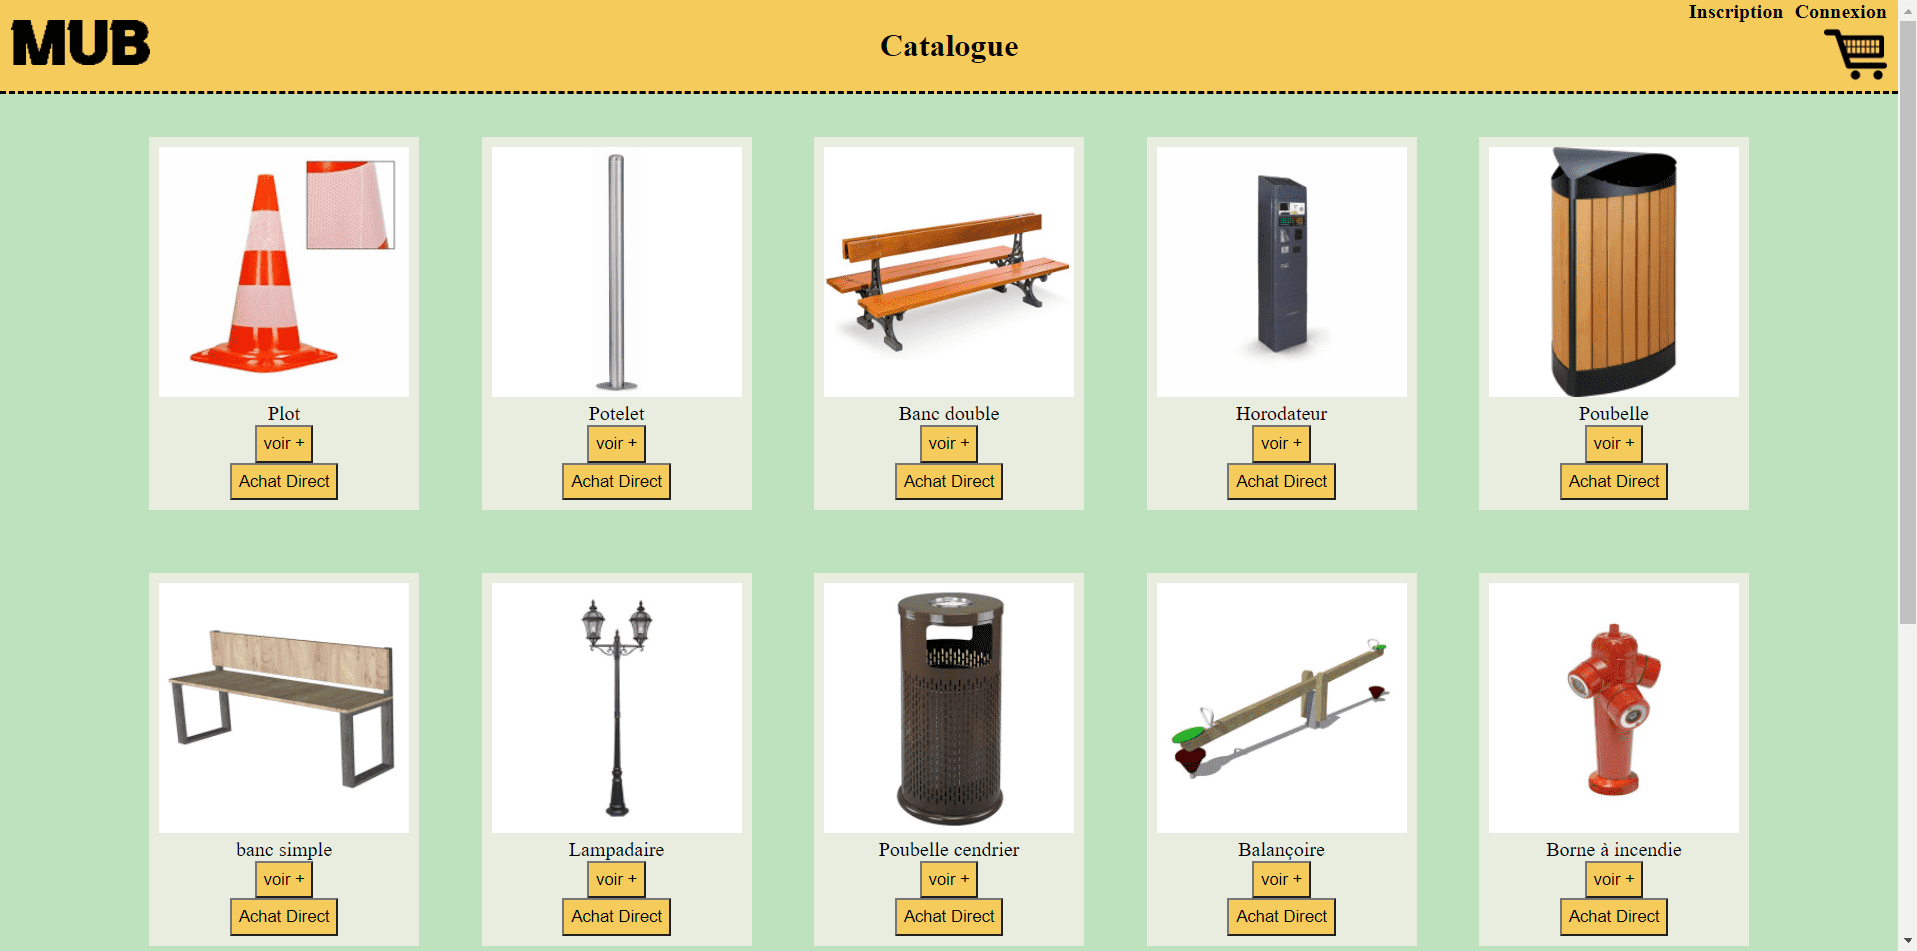 Inscription Connexion
MUB
Catalogue
Plot
voir +
Achat Direct
Potelet
voir +
Achat Direct
Banc double
voir +
Achat Direct
Horodateur
voir +
Achat Direct
Poubelle
voir +
Achat Direct
banc simple
voir +
Achat Direct
Lampadaire
voir +
Achat Direct
Poubelle cendrier
voir +
Achat Direct
Balançoire
voir +
Achat Direct
Borne à incendie
voir +
Achat Direct